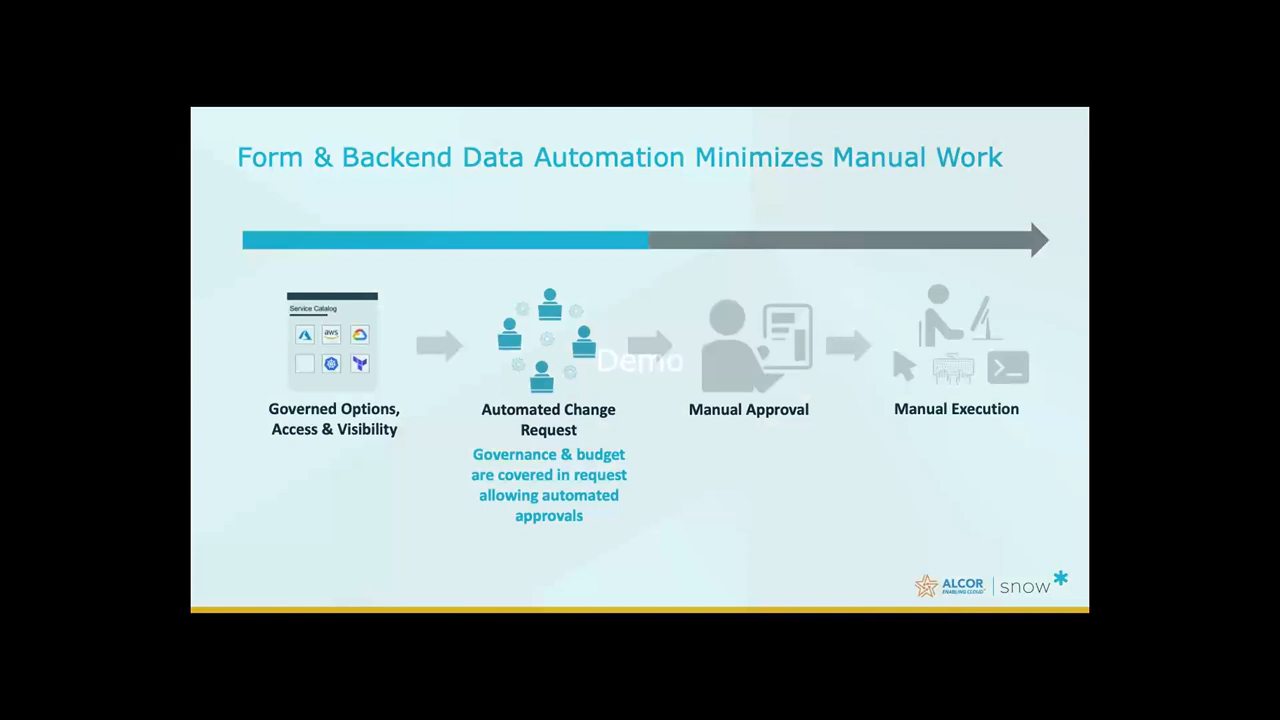 Form & Backend Data Automation Minimizes Manual Work
Service Catalog
aws
Demo
Governed Options,
Access & Visibility
Automated Change
Request
Governance & budget
are covered in request
allowing automated
approvals
Manual Approval
Manual Execution
ALCOR
ENABLING CLOUD
snow